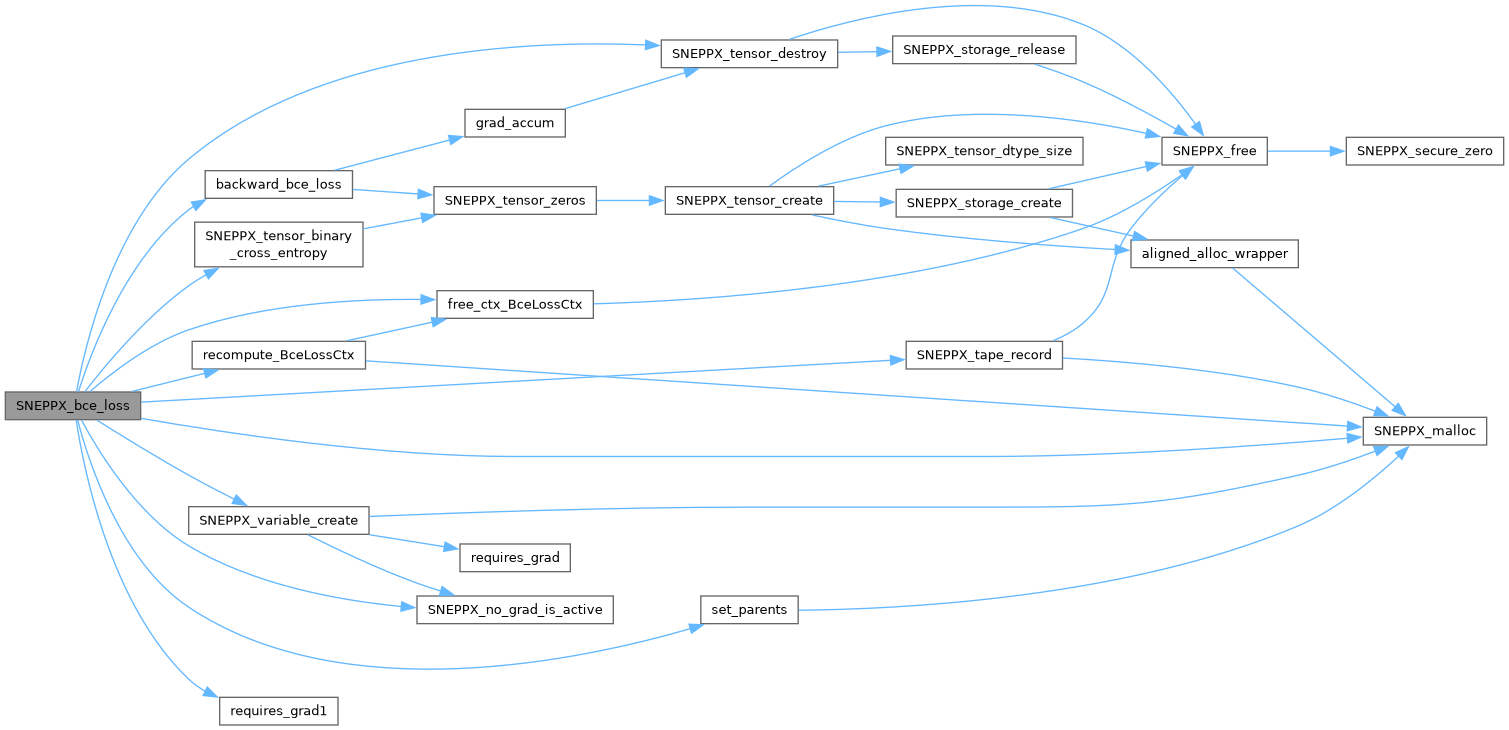 SNEPPX_tensor_destroy
SNEPPX_storage_release
grad_accum
SNEPPX_tensor_dtype_size
SNEPPX_free
SNEPPX_secure_zero
backward_bce_loss
SNEPPX_tensor_zeros
SNEPPX_tensor_create
SNEPPX_storage_create
SNEPPX_tensor_binary
_cross_entropy
aligned_alloc_wrapper
free_ctx_BceLossCtx
recompute_BceLossCtx
SNEPPX_tape_record
SNEPPX_bce_loss
SNEPPX_malloc
SNEPPX_variable_create
requires_grad
SNEPPX_no_grad_is_active
set_parents
requires_grad1